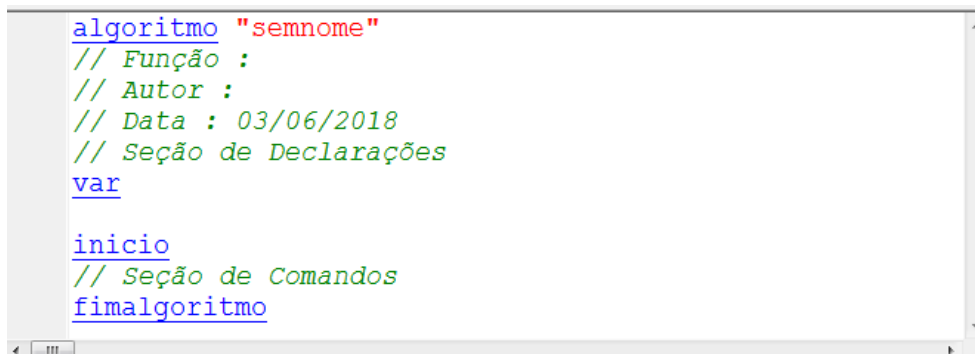 algoritmo "semnome"
// Função :
// Autor :
// Data : 03/06/2018
// Seção de Declarações
var
inicio
// Seção de Comandos
fimalgoritmo